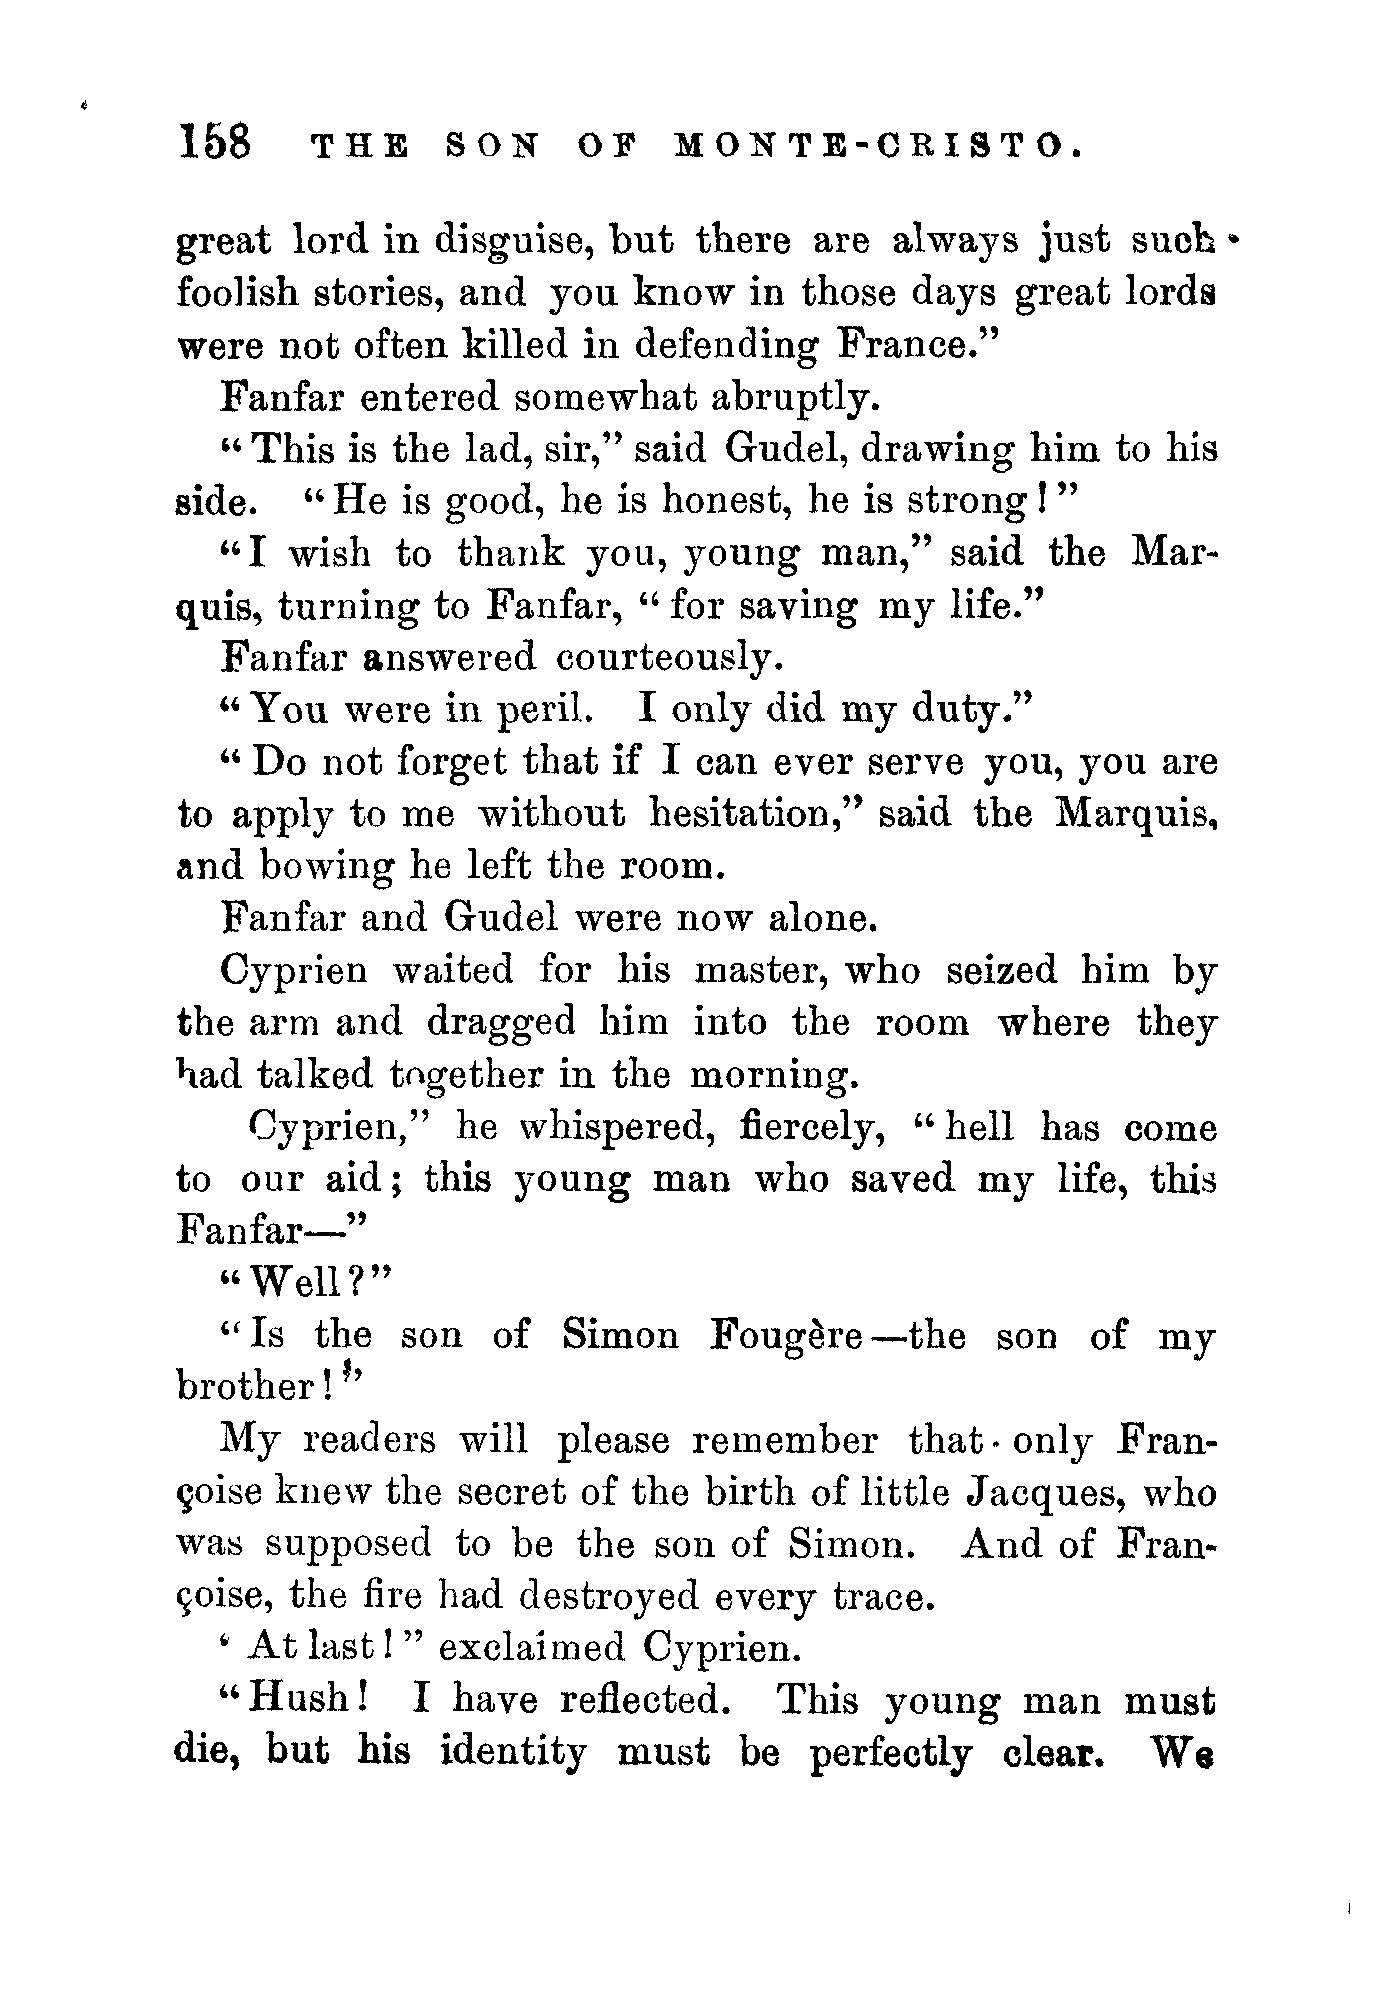 158 THE SON OF MONTE-CRISTO.
great lord in disguise, but there are always just such
foolish stories, and you know in those days great lords
were not often killed in defending France.”
Fanfar entered somewhat abruptly.
“This is the lad, sir,” said Gudel, drawing him to his
side. “He is good, he is honest, he is strong!”
“I wish to thank you, young man,” said the Mar-
quis, turning to Fanfar, “for saving my life.”
Fanfar answered courteously.
“You were in peril. I only did my duty.”
“Do not forget that if I can ever serve you, you are
to apply to me without hesitation,” said the Marquis,
and bowing he left the room.
Fanfar and Gudel were now alone.
Cyprien waited for his master, who seized him by
the arm and dragged him into the room where they
had talked together in the morning.
Cyprien,” he whispered, fiercely, “hell has come
to our aid; this young man who saved my life, this
Fanfar—”
“Well?”
“Is the son of Simon Fougère—the son of my
brother!”
My readers will please remember that only Fran-
çoise knew the secret of the birth of little Jacques, who
was supposed to be the son of Simon. And of Fran-
çoise, the fire had destroyed every trace.
‘At last!” exclaimed Cyprien.
“Hush! I have reflected. This young man must
die, but his identity must be perfectly clear. We